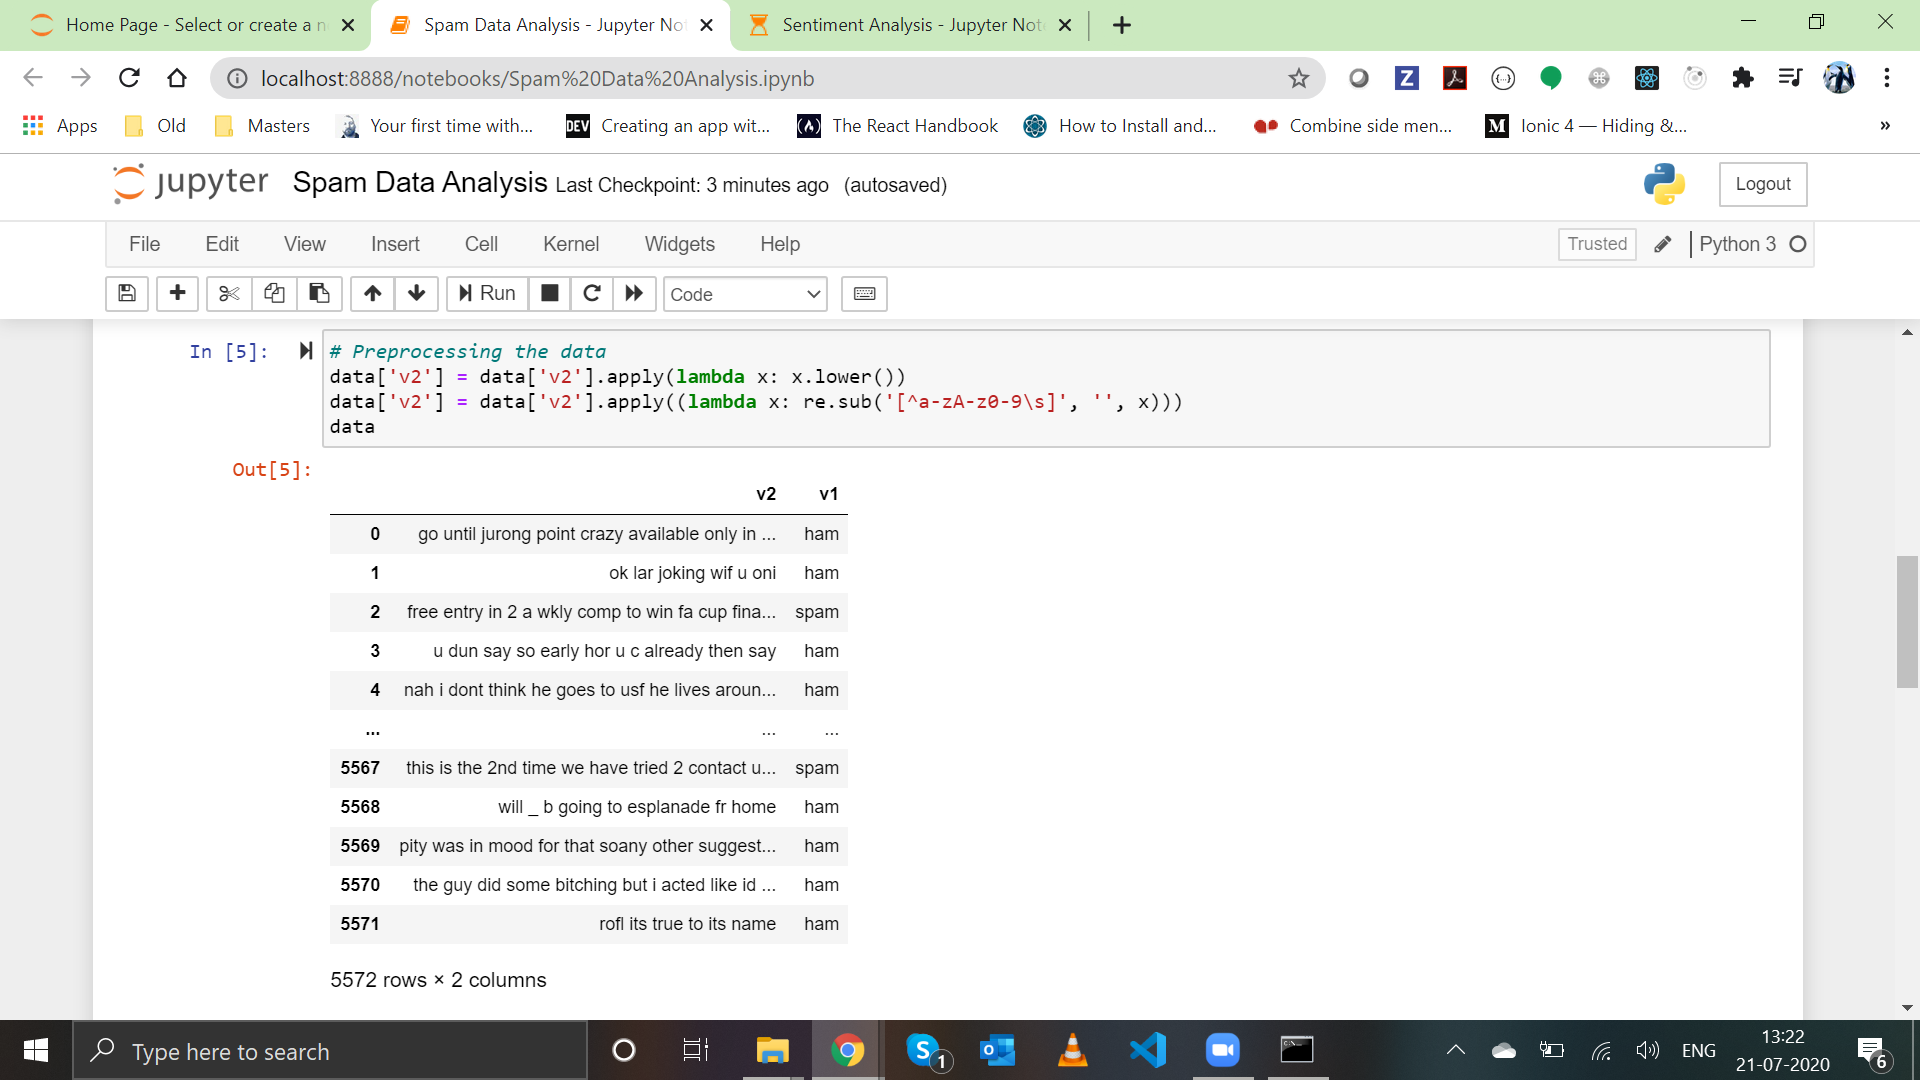 Home Page - Select or create a n
Spam Data Analysis - Jupyter Not
Sentiment Analysis - Jupyter Note
localhost:8888/notebooks/Spam%20Data%20Analysis.ipynb
Apps
Old
Masters
Your first time with...
DEV
Creating an app wit...
The React Handbook
How to Install and...
Combine side men...
M
Ionic 4 — Hiding &...
»
jupyter
Spam Data Analysis Last Checkpoint: 3 minutes ago (autosaved)
Logout
File Edit View Insert Cell Kernel Widgets Help
Trusted
Python 3
Run
Code
In [5]:
# Preprocessing the data
data['v2'] = data['v2'].apply(lambda x: x.lower())
data['v2'] = data['v2'].apply((lambda x: re.sub('[^a-zA-z0-9\s]', '', x)))
data
Out[5]:
v2 v1
0 go until jurong point crazy available only in ... ham
1 ok lar joking wif u oni ham
2 free entry in 2 a wkly comp to win fa cup fina... spam
3 u dun say so early hor u c already then say ham
4 nah i dont think he goes to usf he lives aroun... ham
... ... ...
5567 this is the 2nd time we have tried 2 contact u... spam
5568 will _ b going to esplanade fr home ham
5569 pity was in mood for that soany other suggest... ham
5570 the guy did some bitching but i acted like id ... ham
5571 rofl its true to its name ham
5572 rows × 2 columns
Type here to search
1
ENG
13:22
21-07-2020
6